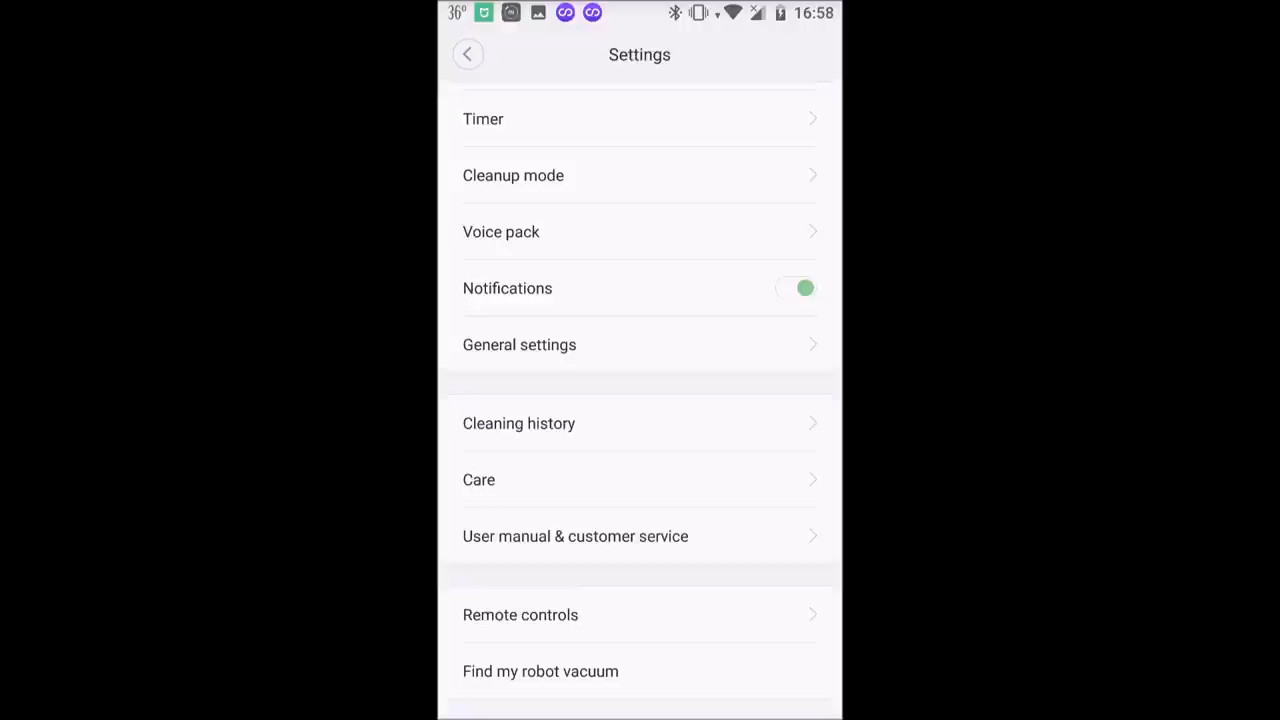 36° 16:58
Settings
Timer
Cleanup mode
Voice pack
Notifications
General settings
Cleaning history
Care
User manual & customer service
Remote controls
Find my robot vacuum